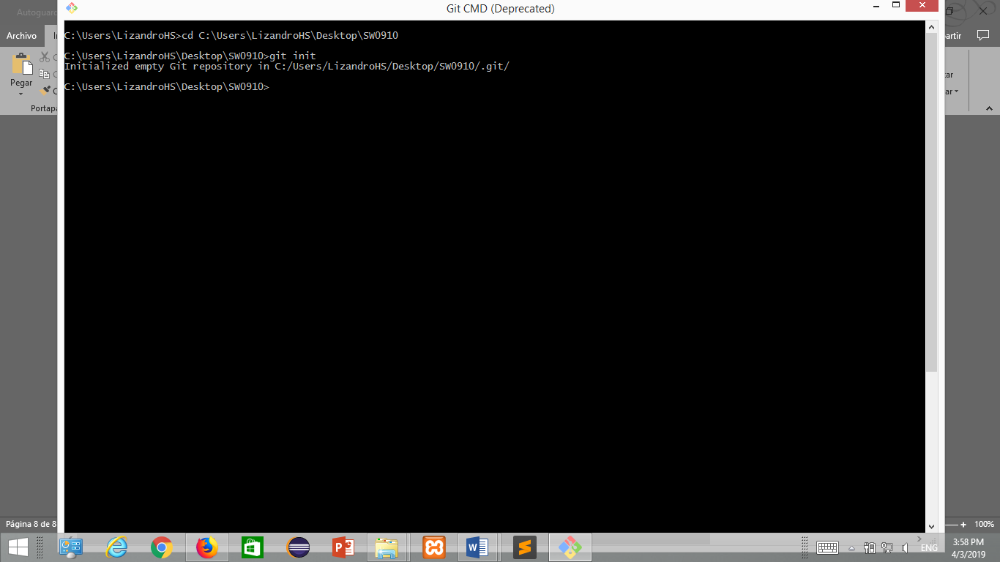 Autoguard
Git CMD (Deprecated)
Archivo
artir
Pegar
Portapa
tar
ar
C:\Users\LizandroHS>cd C:\Users\LizandroHS\Desktop\SW0910
C:\Users\LizandroHS\Desktop\SW0910>git init
Initialized empty Git repository in C:/Users/LizandroHS/Desktop/SW0910/.git/
C:\Users\LizandroHS\Desktop\SW0910>
Página 8 de 8
100%
ENG
3:58 PM
4/3/2019